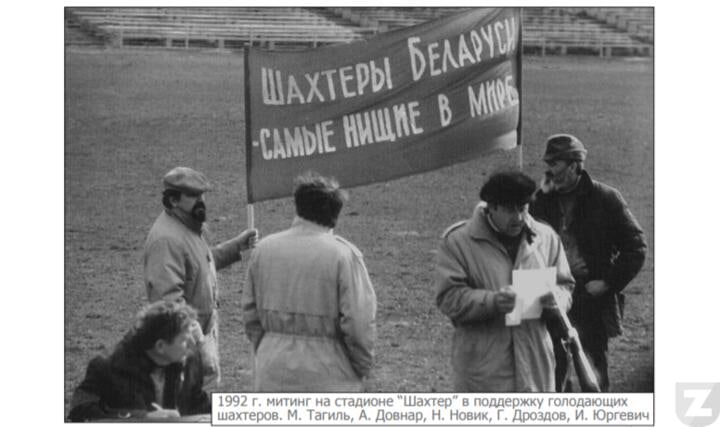 ШАХТЕРЫ БЕЛАРУСИ
-САМЫЕ НИЩИЕ В МИРЕ
1992 г. митинг на стадионе “Шахтер” в поддержку голодающих
шахтеров. М. Тагиль, А. Довнар, Н. Новик, Г. Дроздов, И. Юргевич
Z